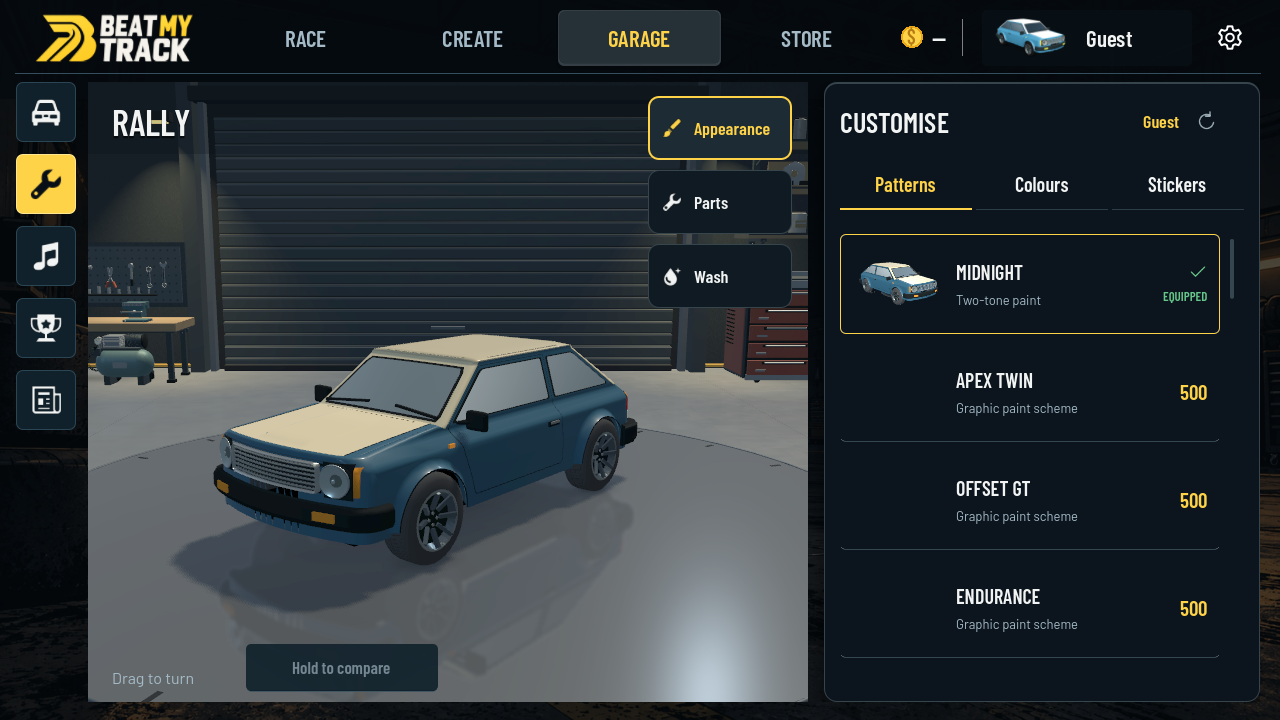 BEAT MY
TRACK
RACE
CREATE
GARAGE
STORE
$ –
Guest
RALLY
Appearance
Parts
Wash
Drag to turn
Hold to compare
CUSTOMISE
Guest
Patterns
Colours
Stickers
MIDNIGHT
Two-tone paint
EQUIPPED
APEX TWIN
Graphic paint scheme
500
OFFSET GT
Graphic paint scheme
500
ENDURANCE
Graphic paint scheme
500